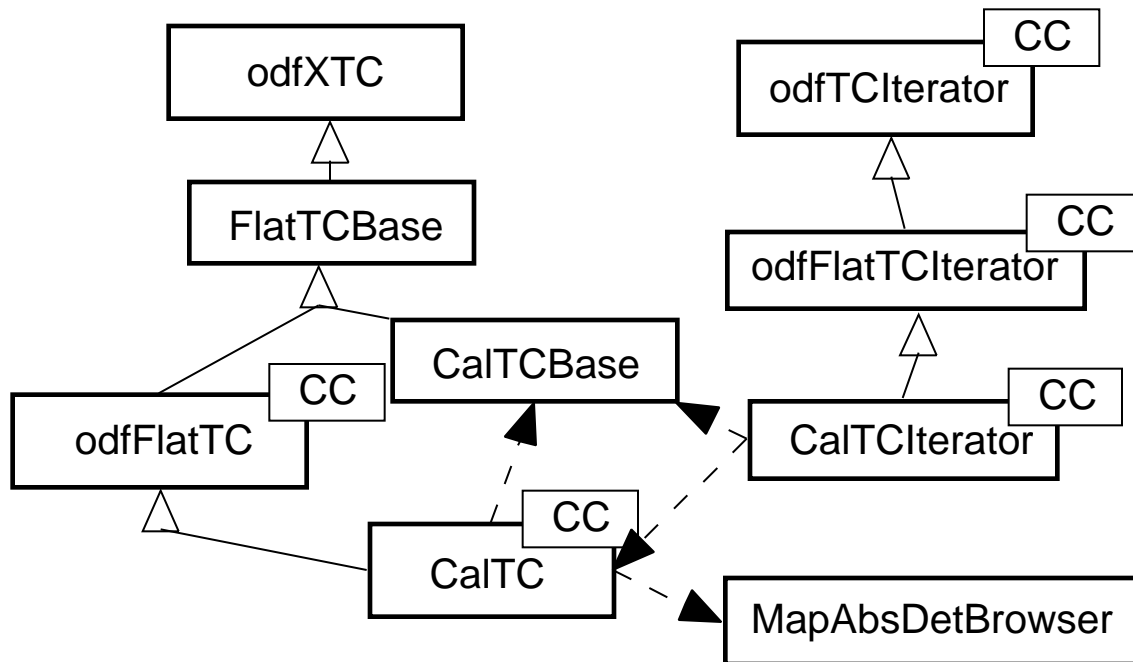 odfXTC
CC
odfTCIterator
FlatTCBase
CC
odfFlatTCIterator
CalTCBase
CC
odfFlatTC
CC
CalTCIterator
CC
CalTC
MapAbsDetBrowser